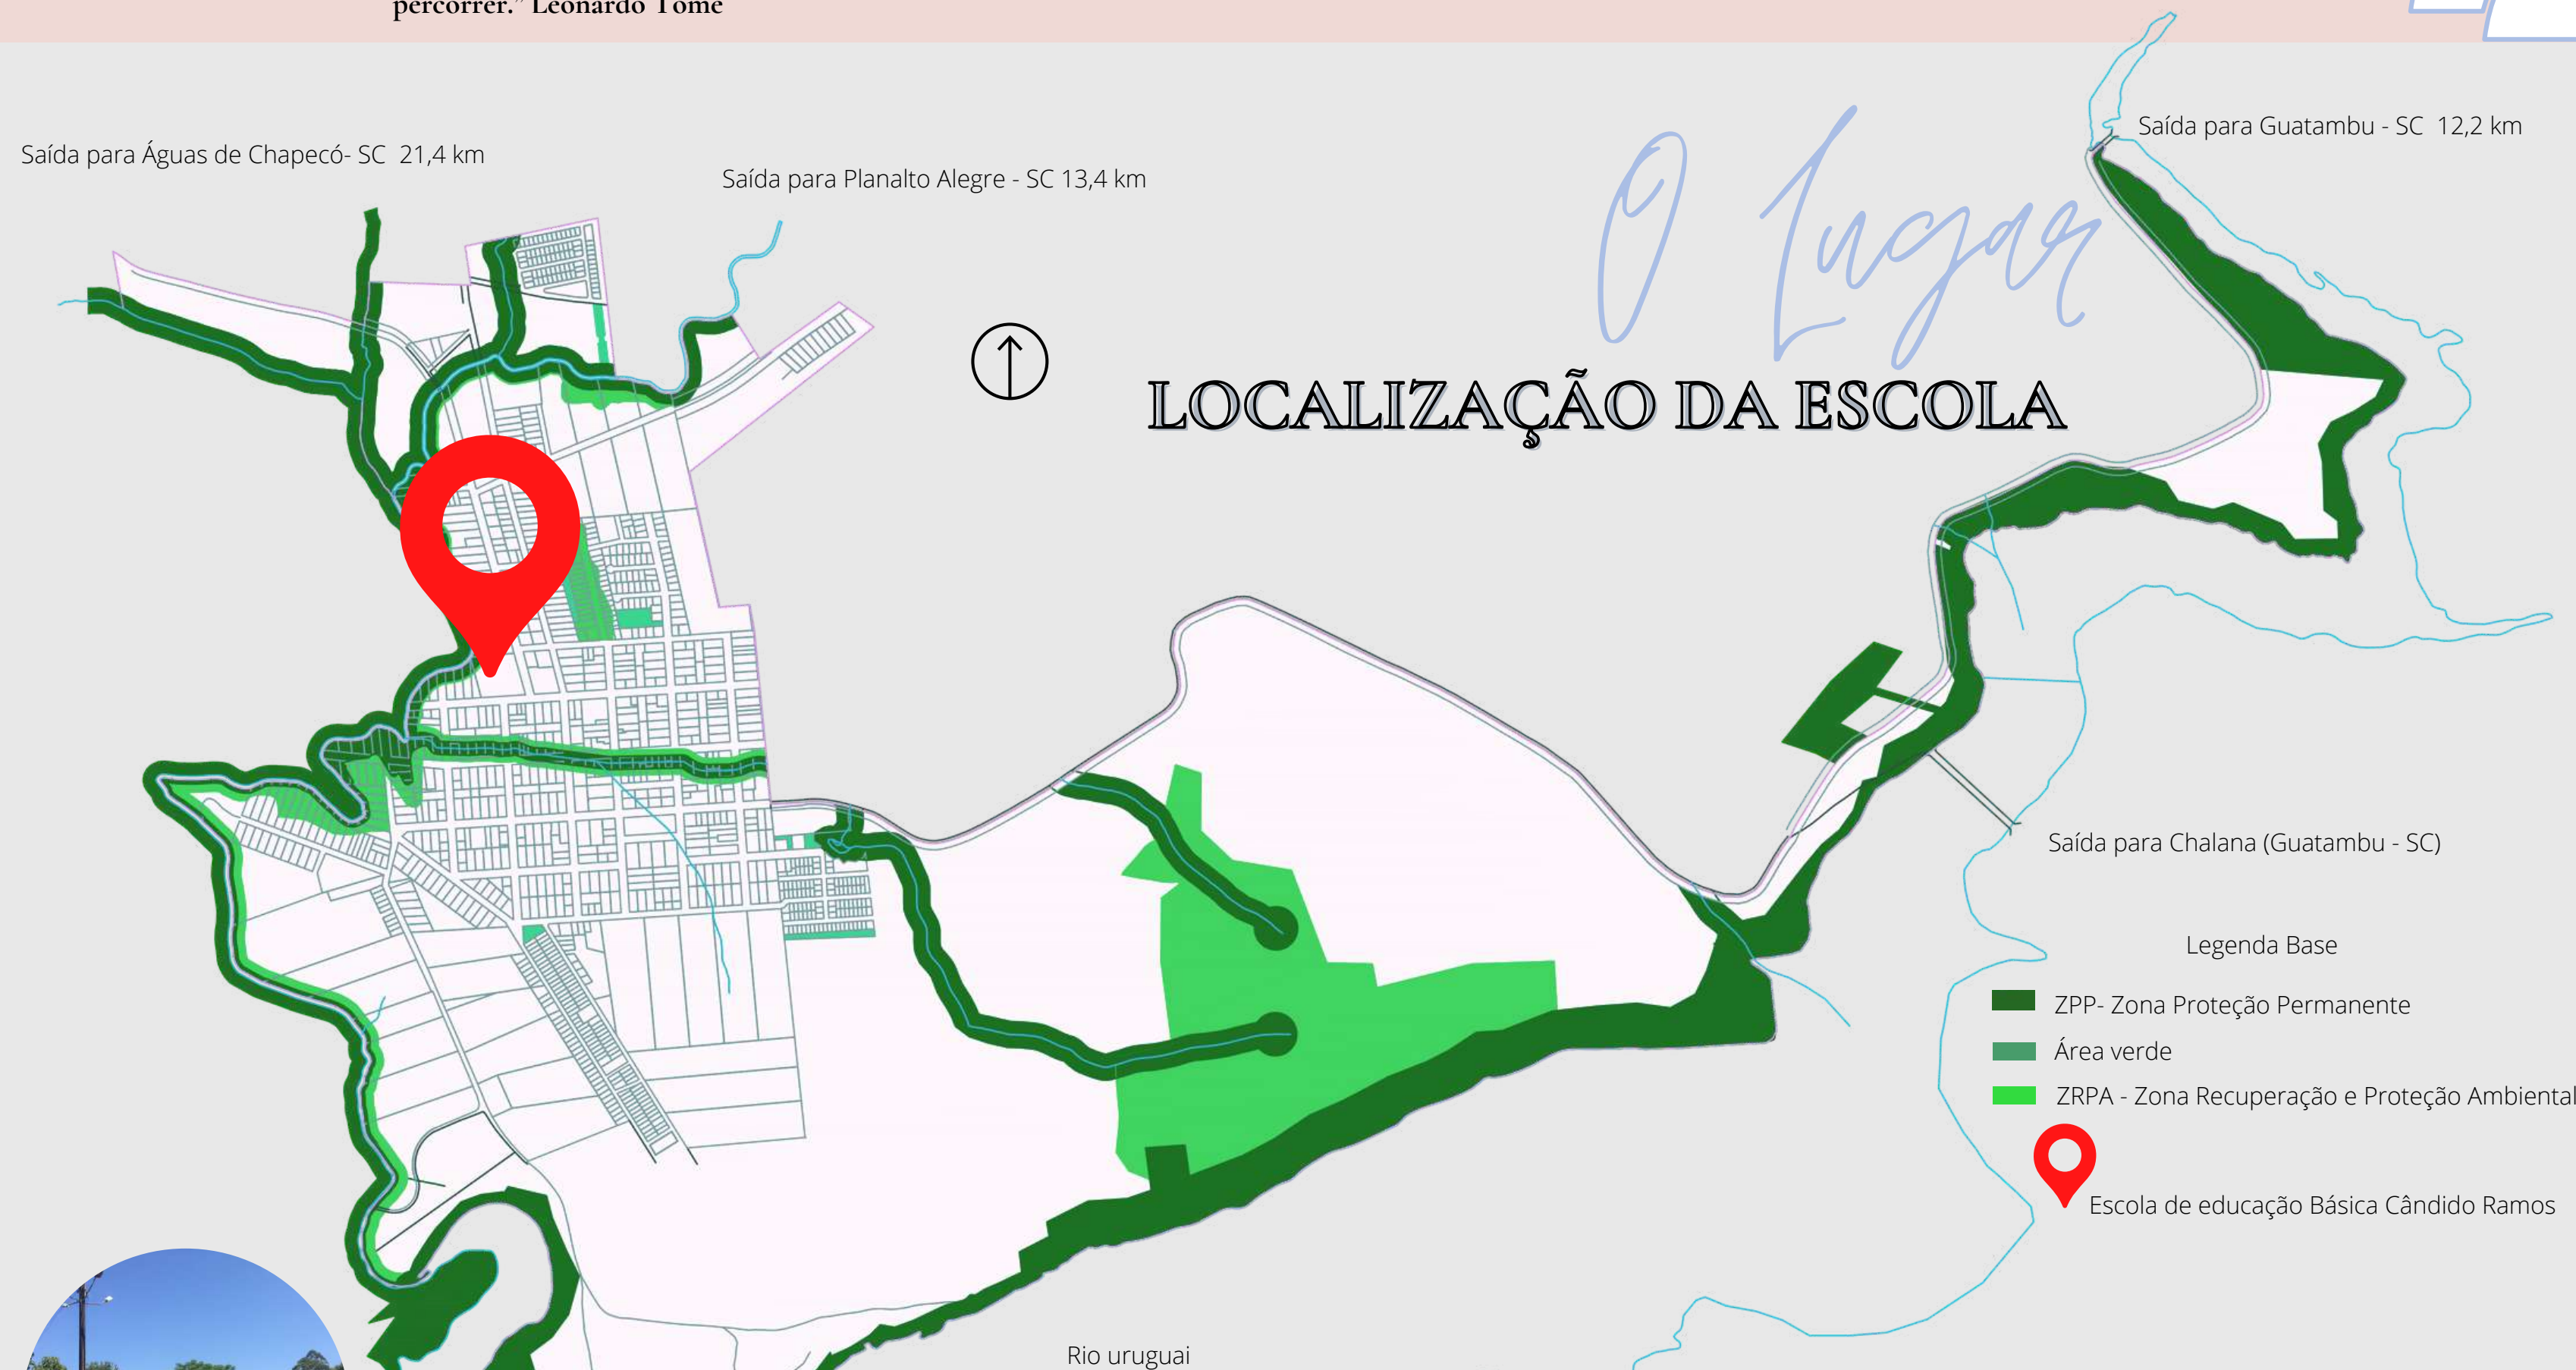 percorrer.” Leonardo Tomé
Saída para Guatambu - SC 12,2 km
Saída para Águas de Chapecó- SC 21,4 km
Saída para Planalto Alegre - SC 13,4 km
O Lugar
LOCALIZAÇÃO DA ESCOLA
Saída para Chalana (Guatambu - SC)
Legenda Base
ZPP- Zona Proteção Permanente
Área verde
ZRPA - Zona Recuperação e Proteção Ambiental
Escola de educação Básica Cândido Ramos
Rio uruguai